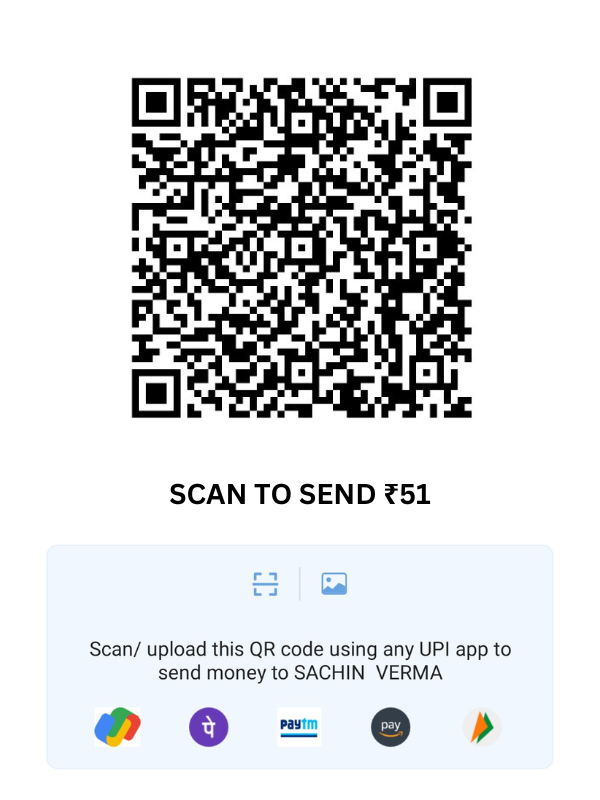 SCAN TO SEND ₹51
Scan/ upload this QR code using any UPI app to
send money to SACHIN VERMA
पे
paytm
pay